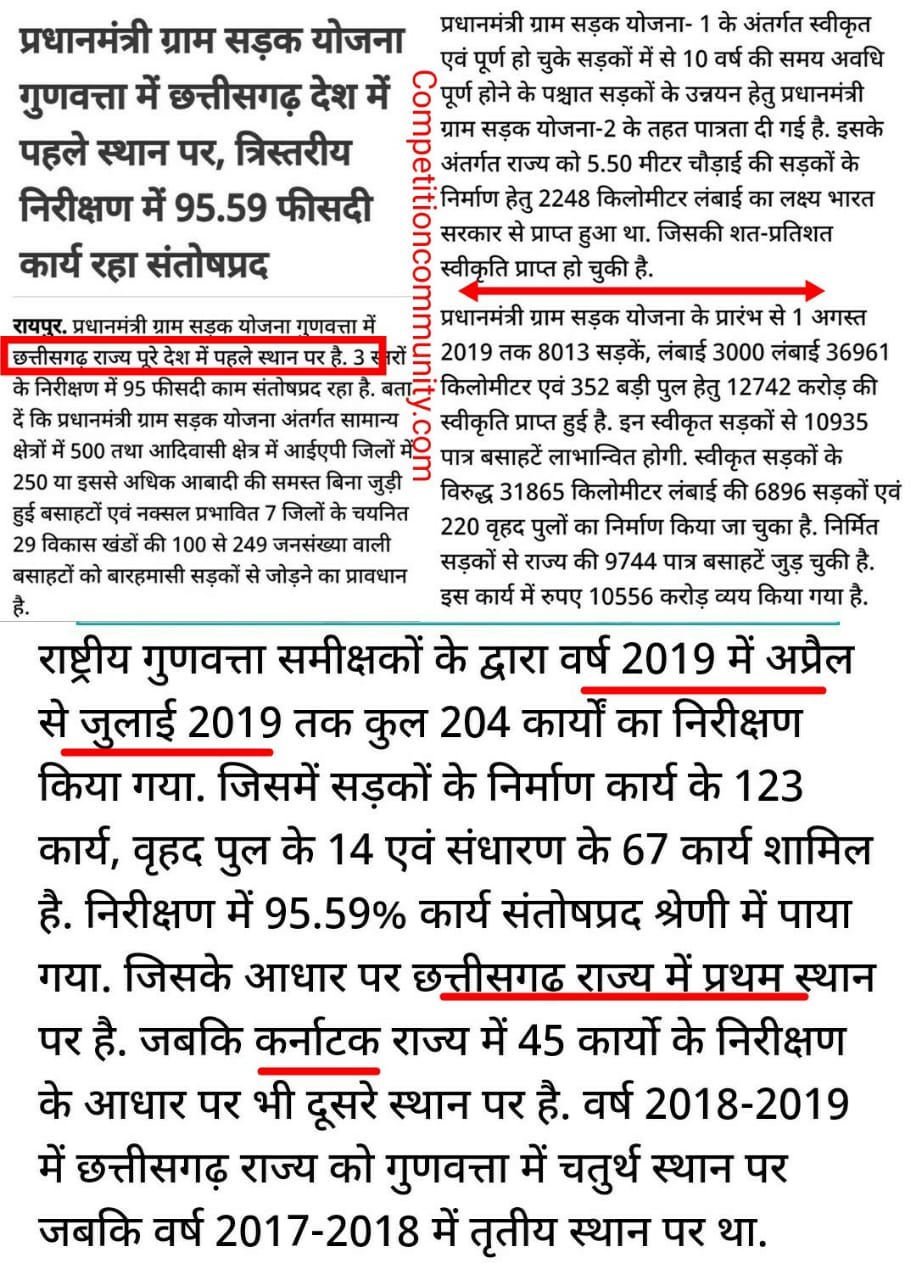 प्रधानमंत्री ग्राम सड़क योजना
गुणवत्ता में छत्तीसगढ़ देश में
पहले स्थान पर, त्रिस्तरीय
निरीक्षण में 95.59 फीसदी
कार्य रहा संतोषप्रद
रायपुर. प्रधानमंत्री ग्राम सड़क योजना गुणवत्ता में
छत्तीसगढ़ राज्य पूरे देश में पहले स्थान पर है. 3 स्तरों
के निरीक्षण में 95 फीसदी काम संतोषप्रद रहा है. बता
दें कि प्रधानमंत्री ग्राम सड़क योजना अंतर्गत सामान्य
क्षेत्रों में 500 तथा आदिवासी क्षेत्र में आईएपी जिलों में
250 या इससे अधिक आबादी की समस्त बिना जुड़ी
हुई बसाहटों एवं नक्सल प्रभावित 7 जिलों के चयनित
29 विकास खंडों की 100 से 249 जनसंख्या वाली
बसाहटों को बारहमासी सड़कों से जोड़ने का प्रावधान
है.
Competitioncommunity.com
प्रधानमंत्री ग्राम सड़क योजना- 1 के अंतर्गत स्वीकृत
एवं पूर्ण हो चुके सड़कों में से 10 वर्ष की समय अवधि
पूर्ण होने के पश्चात सड़कों के उन्नयन हेतु प्रधानमंत्री
ग्राम सड़क योजना-2 के तहत पात्रता दी गई है. इसके
अंतर्गत राज्य को 5.50 मीटर चौड़ाई की सड़कों के
निर्माण हेतु 2248 किलोमीटर लंबाई का लक्ष्य भारत
सरकार से प्राप्त हुआ था. जिसकी शत-प्रतिशत
स्वीकृति प्राप्त हो चुकी है.
प्रधानमंत्री ग्राम सड़क योजना के प्रारंभ से 1 अगस्त
2019 तक 8013 सड़कें, लंबाई 3000 लंबाई 36961
किलोमीटर एवं 352 बड़ी पुल हेतु 12742 करोड़ की
स्वीकृति प्राप्त हुई है. इन स्वीकृत सड़कों से 10935
पात्र बसाहटें लाभान्वित होगी. स्वीकृत सड़कों के
विरुद्ध 31865 किलोमीटर लंबाई की 6896 सड़कों एवं
220 वृहद पुलों का निर्माण किया जा चुका है. निर्मित
सड़कों से राज्य की 9744 पात्र बसाहटें जुड़ चुकी है.
इस कार्य में रुपए 10556 करोड़ व्यय किया गया है.
राष्ट्रीय गुणवत्ता समीक्षकों के द्वारा वर्ष 2019 में अप्रैल
से जुलाई 2019 तक कुल 204 कार्यों का निरीक्षण
किया गया. जिसमें सड़कों के निर्माण कार्य के 123
कार्य, वृहद पुल के 14 एवं संधारण के 67 कार्य शामिल
है. निरीक्षण में 95.59% कार्य संतोषप्रद श्रेणी में पाया
गया. जिसके आधार पर छत्तीसगढ राज्य में प्रथम स्थान
पर है. जबकि कर्नाटक राज्य में 45 कार्यो के निरीक्षण
के आधार पर भी दूसरे स्थान पर है. वर्ष 2018-2019
में छत्तीसगढ़ राज्य को गुणवत्ता में चतुर्थ स्थान पर
जबकि वर्ष 2017-2018 में तृतीय स्थान पर था.